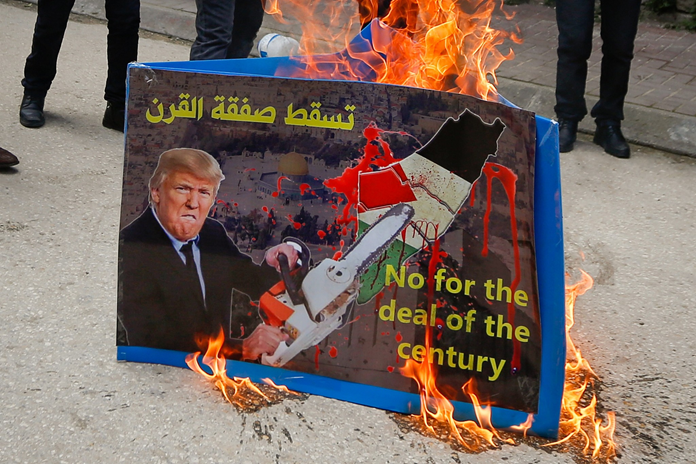 تسقط صفقة القرن
No for the
deal of the
century